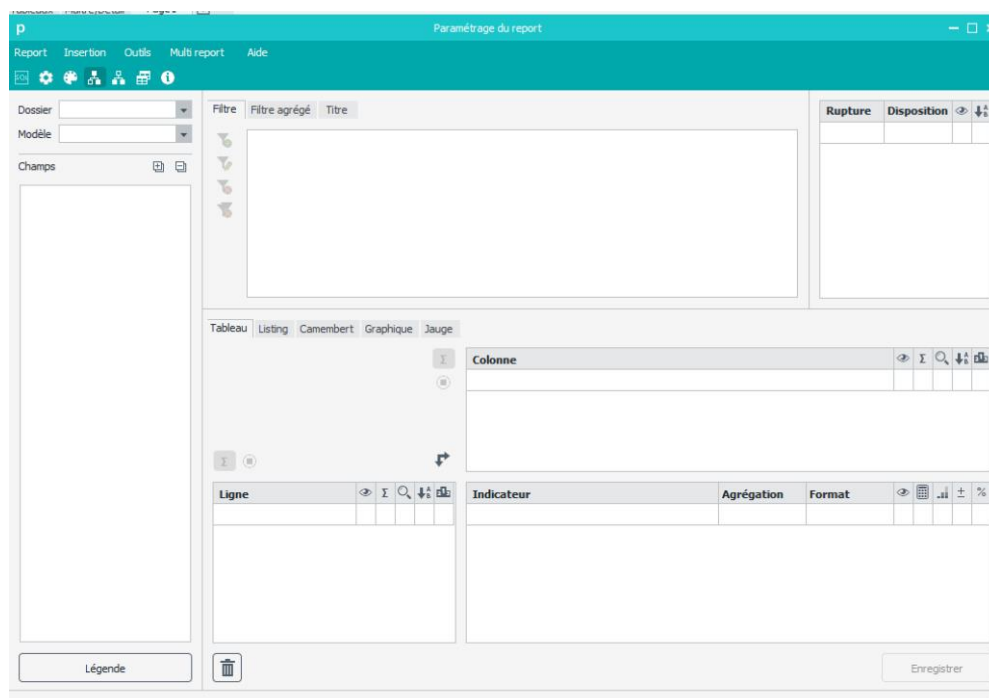 p Paramétrage du report
Report Insertion Outils Multi report Aide
Dossier
Modèle
Champs
Filtre Filtre agrégé Titre
Rupture Disposition
Tableau Listing Camembert Graphique Jauge
Σ
Colonne Σ
Σ
Ligne Σ
Indicateur Agrégation Format ± %
Légende
Enregistrer